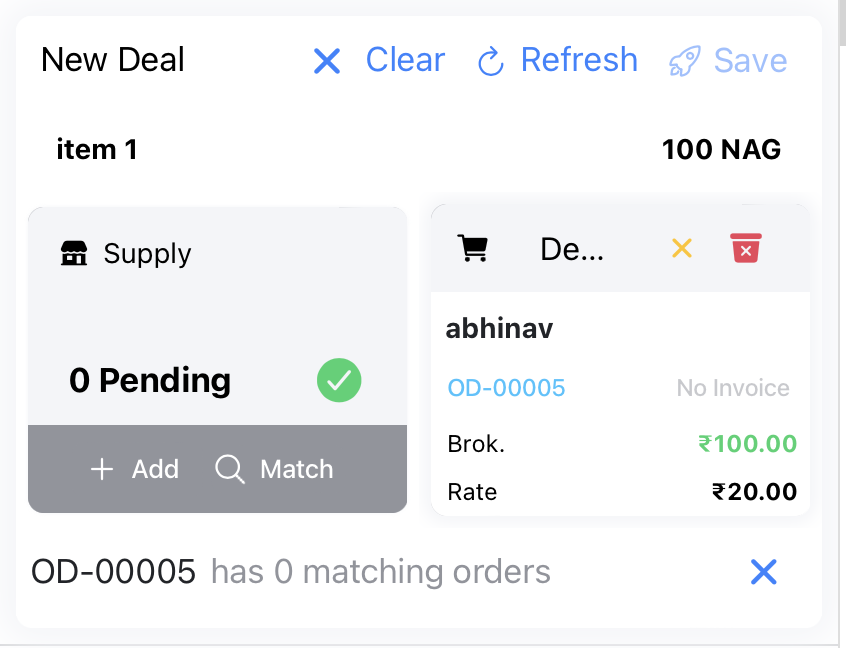 New Deal Clear Refresh Save
item 1 100 NAG
Supply De...
0 Pending
Add Match
abhinav
OD-00005 No Invoice
Brok. ₹100.00
Rate ₹20.00
OD-00005 has 0 matching orders